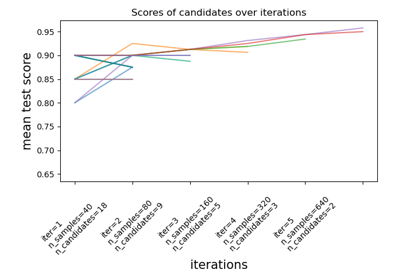 Scores of candidates over iterations
mean test score
0.95
0.90
0.85
0.80
0.75
0.70
0.65
iter=1
n_samples=40
n_candidates=18
iter=2
n_samples=80
n_candidates=9
iter=3
n_samples=160
n_candidates=5
iter=4
n_samples=320
n_candidates=3
iter=5
n_samples=640
n_candidates=2
iterations